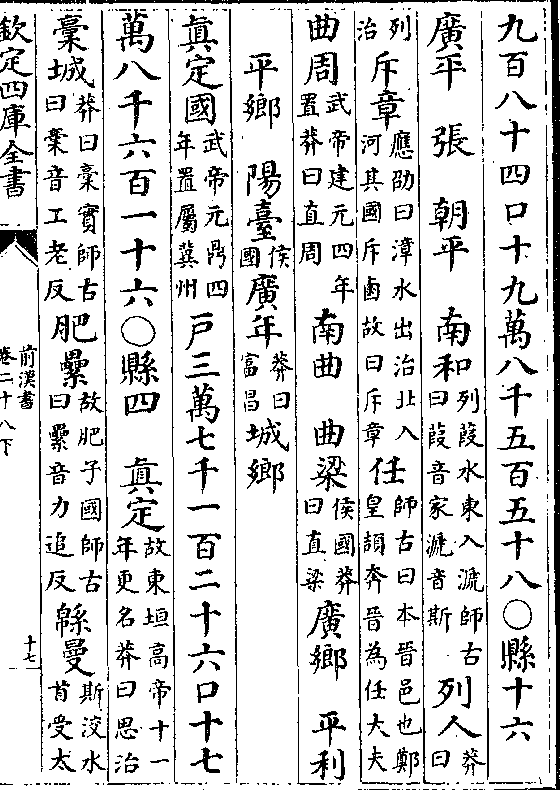 九百八十四口十九萬八千五百五十八〇縣十六
廣平　張　朝平　南和列葭水東入㴲師古曰葭音家㴲音斯　列人莽曰
列治　斥章應劭曰漳水出治北入河其國斥鹵故曰斥章　任師古曰本晉邑也鄭皇頡奔晉為任大夫
曲周武帝建元四年置莽曰直周　南曲　曲梁侯國莽曰直梁　廣鄉　平利
平鄉　陽臺侯國　廣年莽曰富昌　城鄉
真定國武帝元鼎四年置屬冀州　戸三萬七千一百二十六口十七
萬八千六百一十六〇縣四　真定故東垣高帝十一年更名莽曰思治
稾城莽曰稾實師古曰稾音工老反　肥纍故肥子國師古曰纍音力追反　緜曼斯洨水首受太
欽定四庫全書
前漢書
卷二十八下
十七